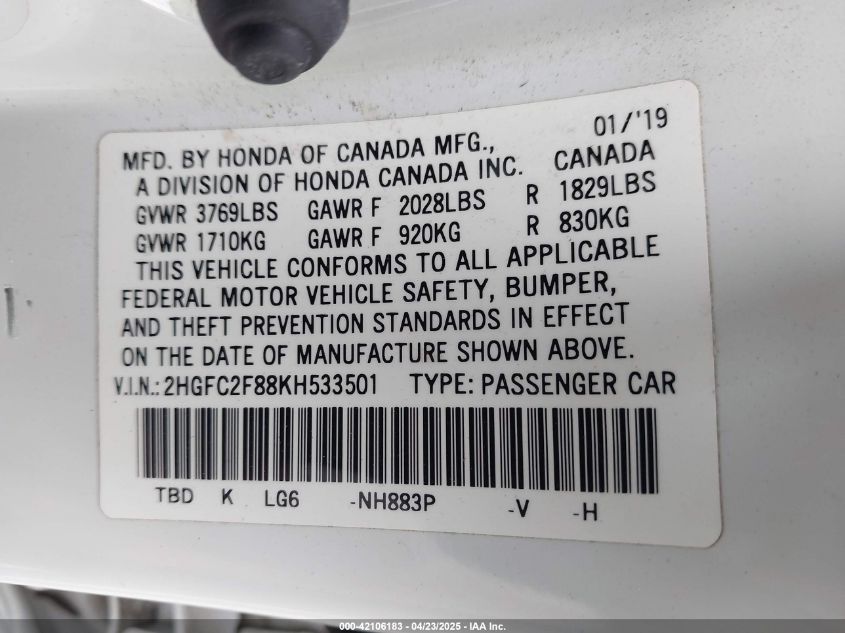 01/'19
MFD. BY HONDA OF CANADA MFG., CANADA
A DIVISION OF HONDA CANADA INC.
GVWR 3769LBS GAWR F 2028LBS R 1829LBS
GVWR 1710KG GAWR F 920KG R 830KG
THIS VEHICLE CONFORMS TO ALL APPLICABLE
FEDERAL MOTOR VEHICLE SAFETY, BUMPER,
AND THEFT PREVENTION STANDARDS IN EFFECT
ON THE DATE OF MANUFACTURE SHOWN ABOVE.
V.I.N.: 2HGFC2F88KH533501 TYPE: PASSENGER CAR
TBD K LG6 -NH883P -V -H
000-42106183 - 04/23/2025 - IAA Inc.